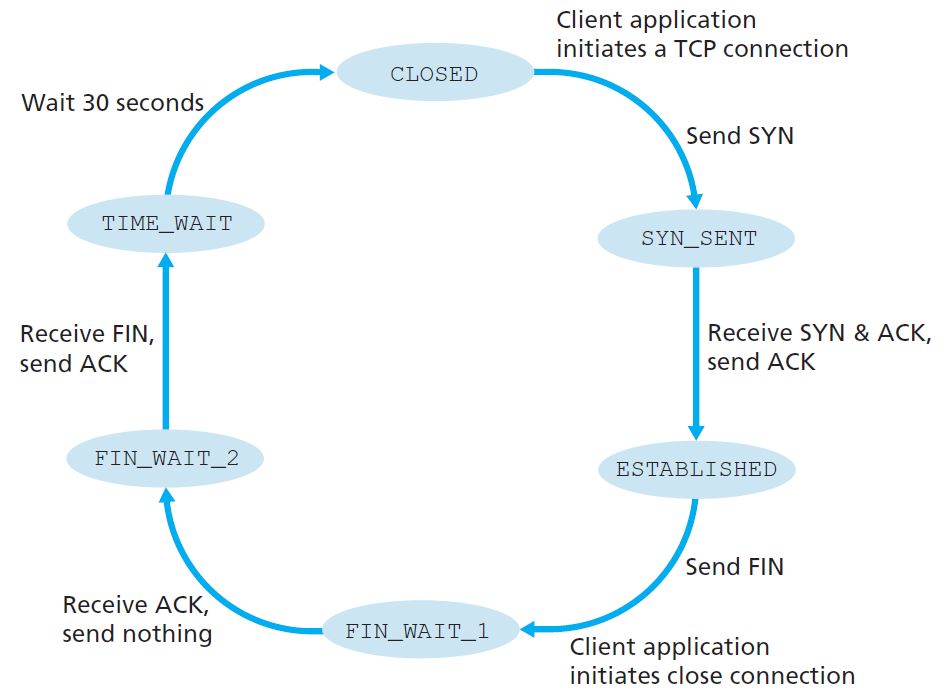 Client application
initiates a TCP connection
CLOSED
Wait 30 seconds
Send SYN
TIME_WAIT
SYN_SENT
Receive FIN,
send ACK
Receive SYN & ACK,
send ACK
FIN_WAIT_2
ESTABLISHED
Send FIN
Receive ACK,
send nothing
FIN_WAIT_1
Client application
initiates close connection